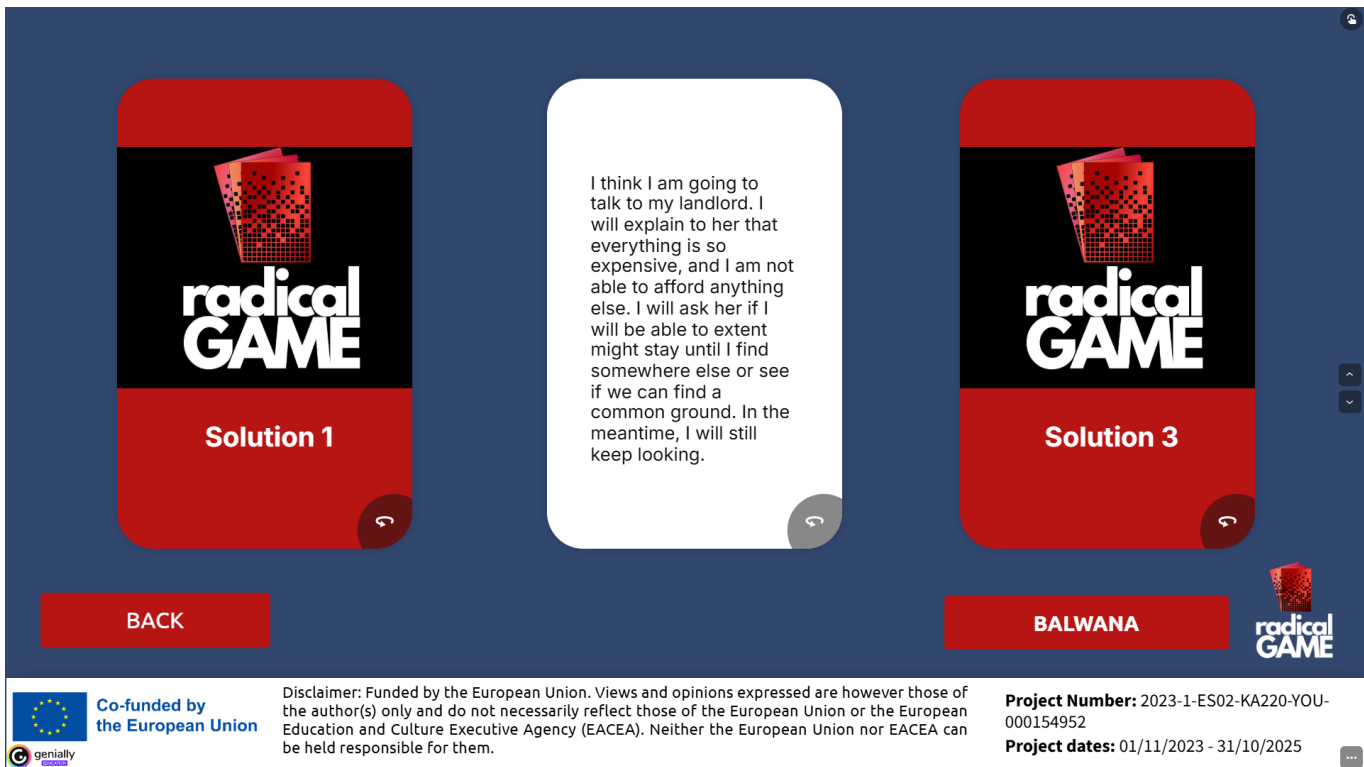 radical
GAME
Solution 1
I think I am going to
talk to my landlord. I
will explain to her that
everything is so
expensive, and I am not
able to afford anything
else. I will ask her if I
will be able to extent
might stay until I find
somewhere else or see
if we can find a
common ground. In the
meantime, I will still
keep looking.
radical
GAME
Solution 3
BACK
BALWANA
radical
GAME
Co-funded by
the European Union
genially
EDUCATION
Disclaimer: Funded by the European Union. Views and opinions expressed are however those of
the author(s) only and do not necessarily reflect those of the European Union or the European
Education and Culture Executive Agency (EACEA). Neither the European Union nor EACEA can
be held responsible for them.
Project Number: 2023-1-ES02-KA220-YOU-
000154952
Project dates: 01/11/2023 - 31/10/2025